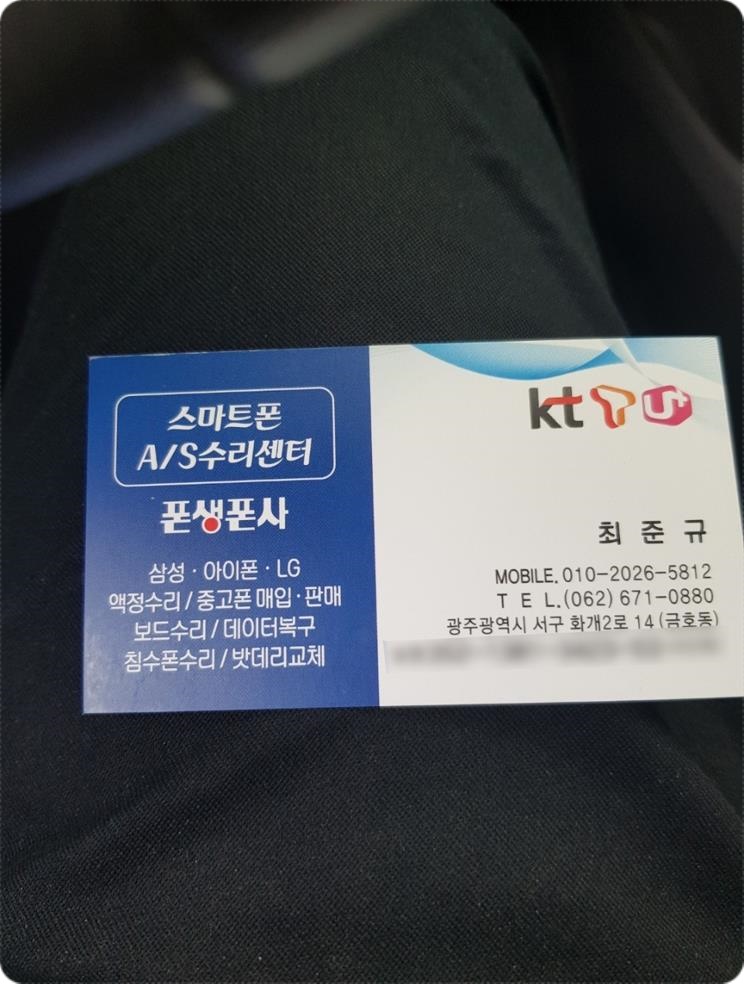 스마트폰
A/S수리센터
폰생폰사
삼성 · 아이폰 · LG
액정수리 / 중고폰 매입 · 판매
보드수리 / 데이터복구
침수폰수리 / 밧데리교체
kt T U+
최 준 규
MOBILE. 010-2026-5812
T E L. (062) 671-0880
광주광역시 서구 화개2로 14 (금호동)